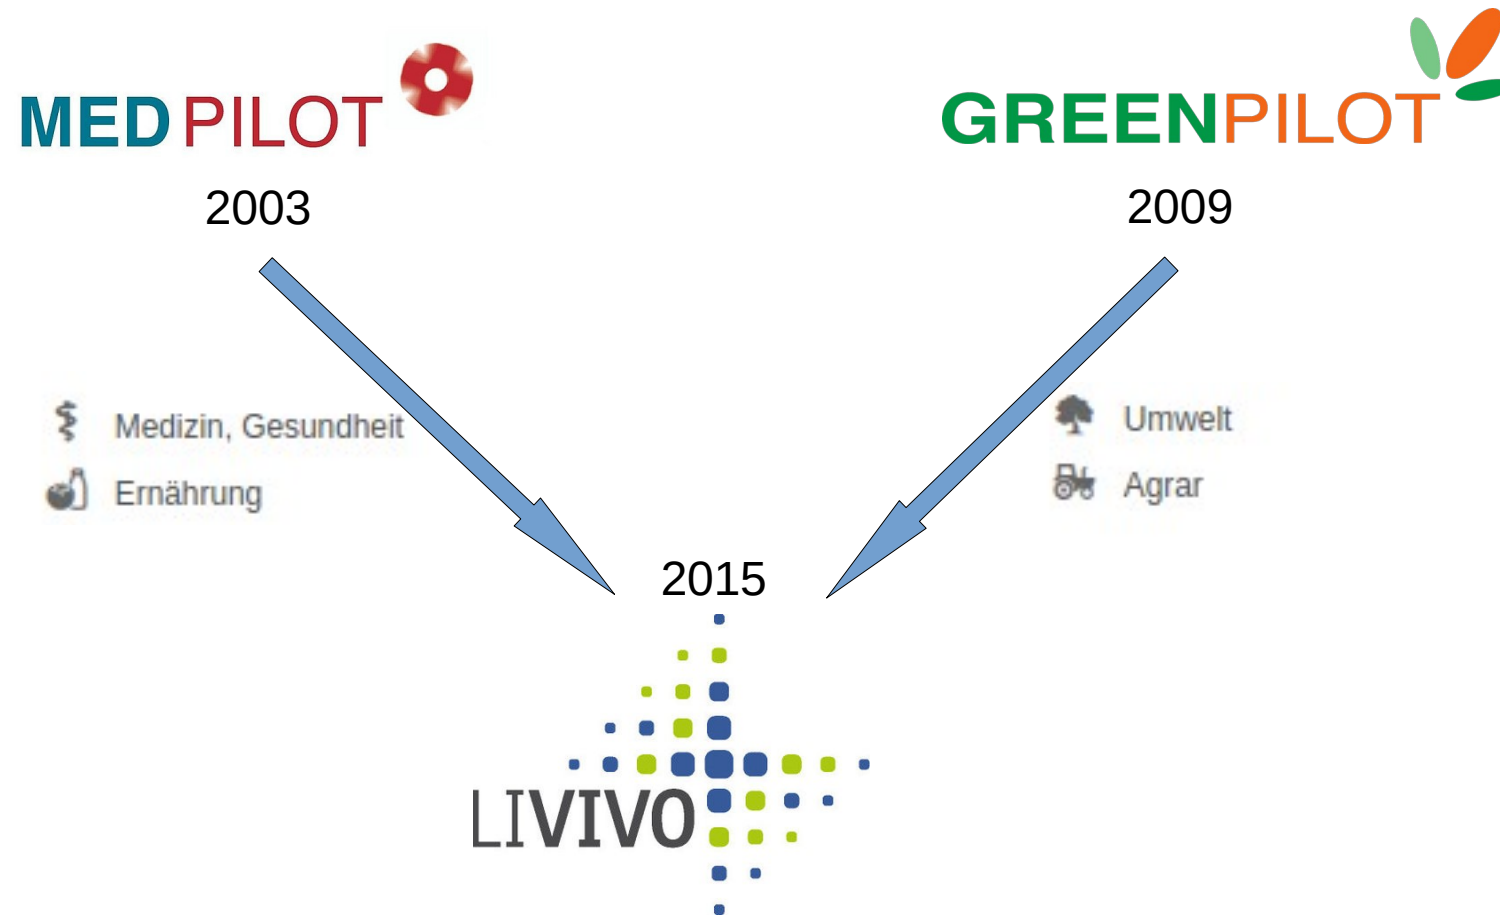 MEDPILOT
GREENPILOT
2003
2009
Medizin, Gesundheit
Ernährung
Umwelt
Agrar
2015
LIVIVO